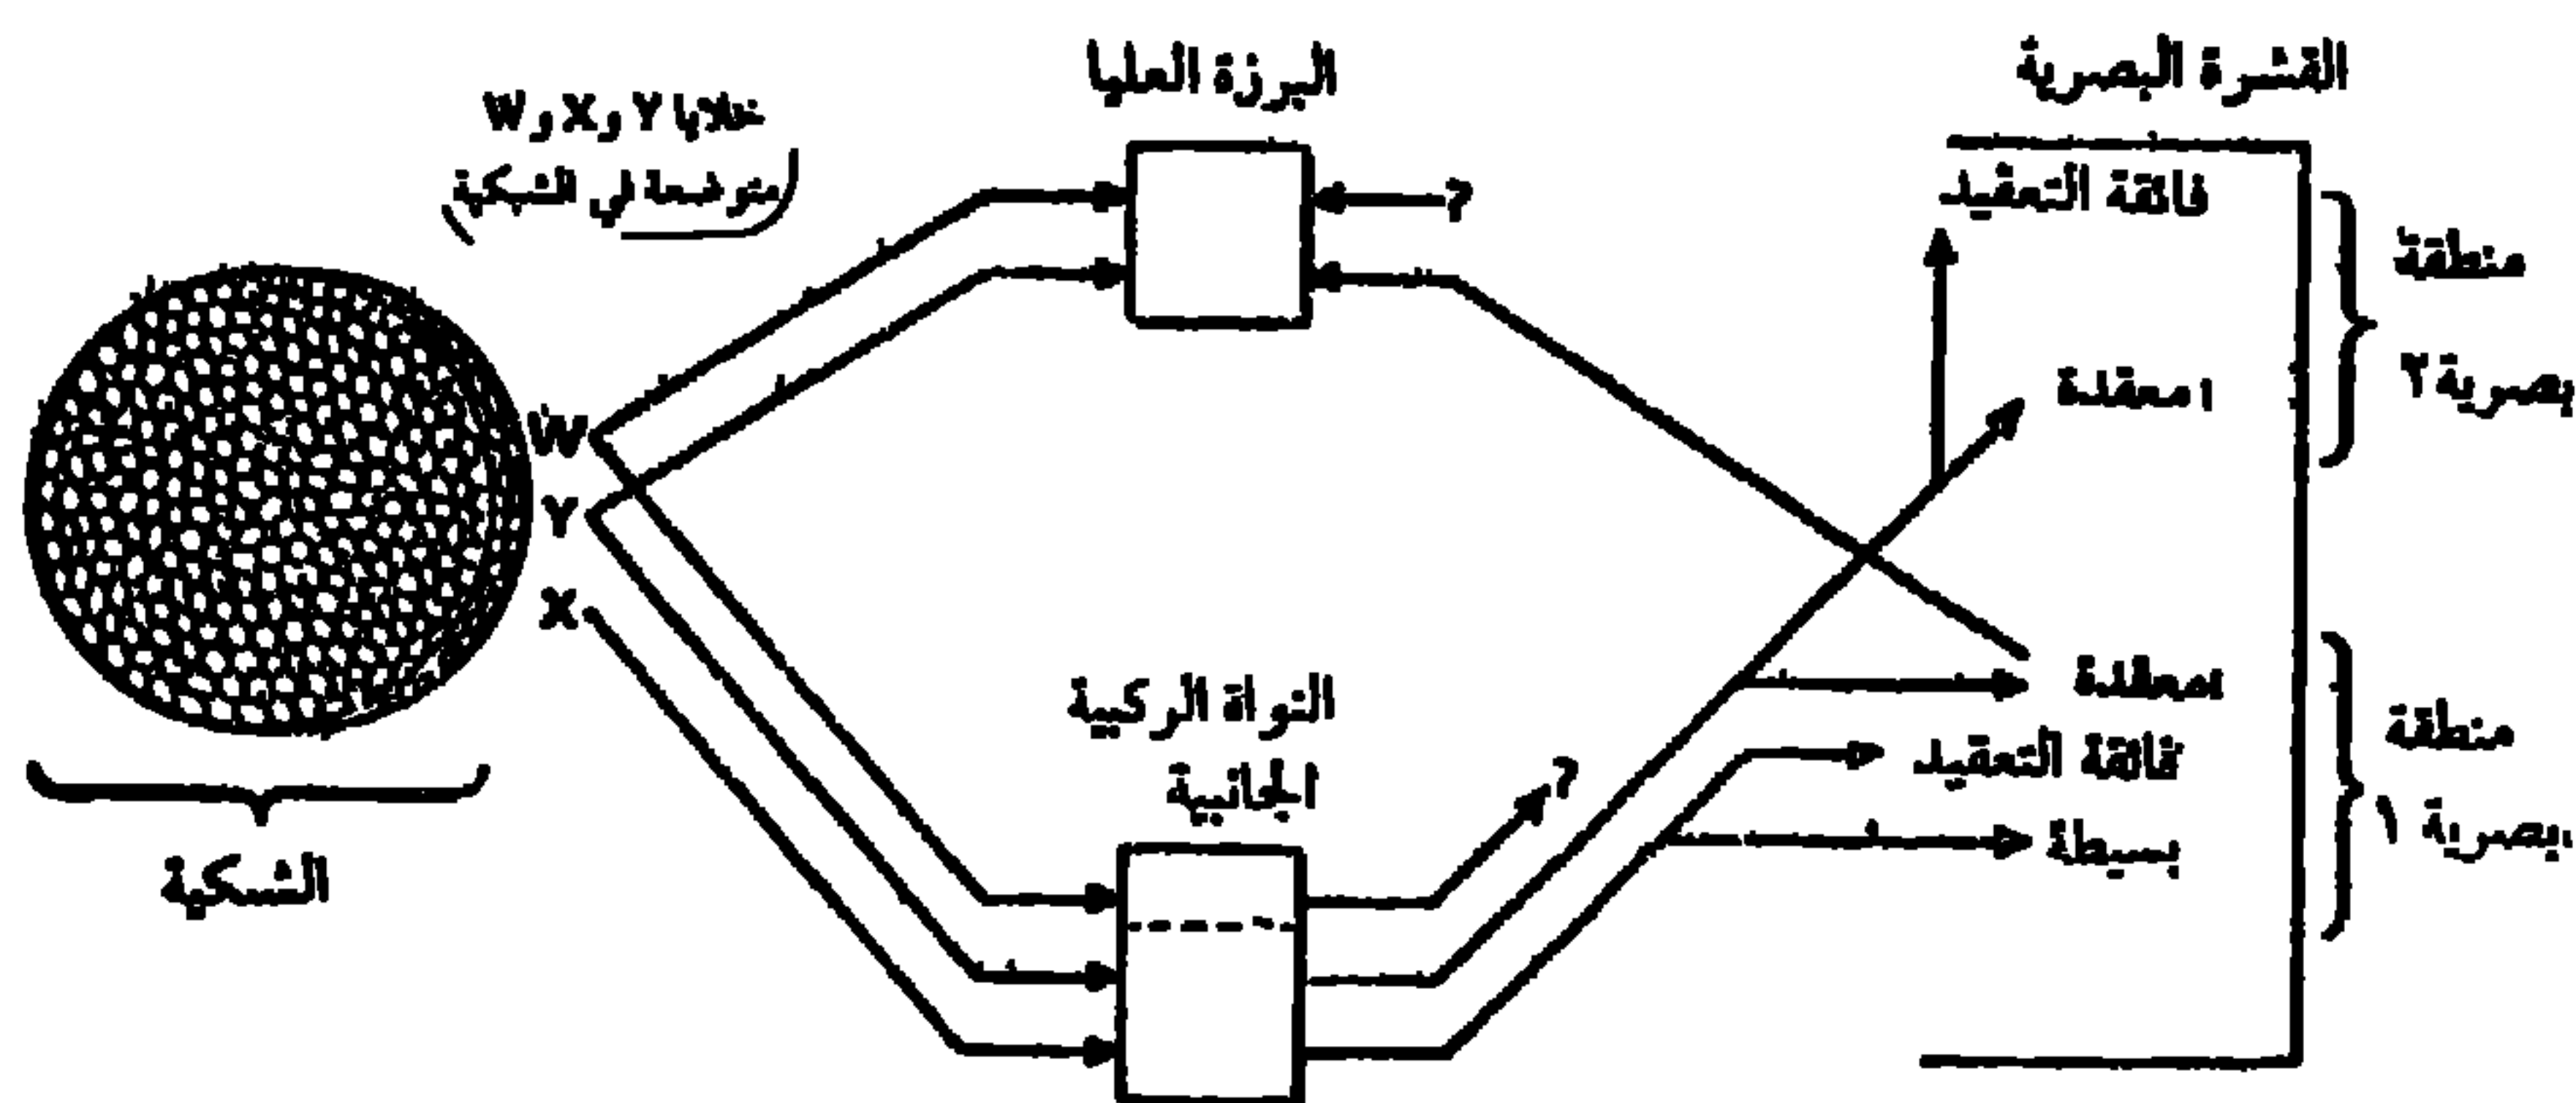 القشرة البصرية
البرزة العليا
خلايا Y و X و W
متوضعة في الشبكية
فائقة التعقيد
?
منطقة
بصرية ٢
معقدة
W
Y
X
معقدة
النواة الركبية
الجانبية
منطقة
بصرية ١
فائقة التعقيد
?
بسيطة
الشبكية